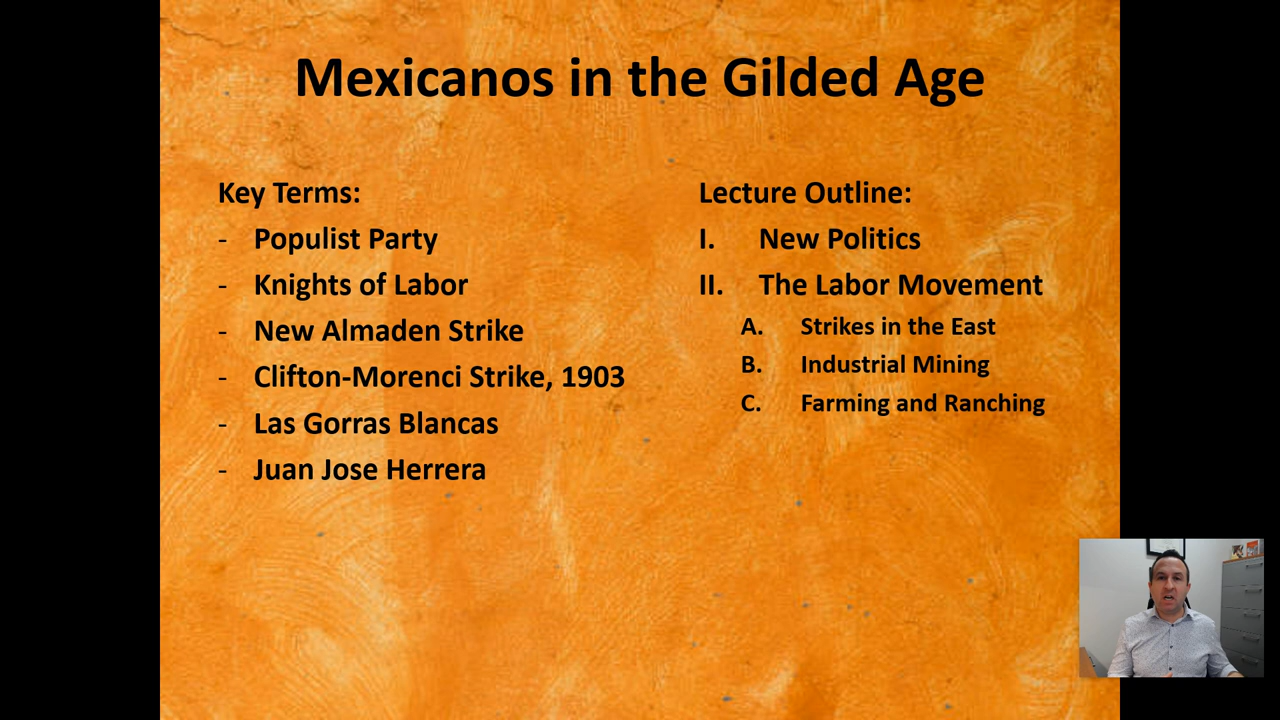 Mexicanos in the Gilded Age
Key Terms:
- Populist Party
- Knights of Labor
- New Almaden Strike
- Clifton-Morenci Strike, 1903
- Las Gorras Blancas
- Juan Jose Herrera
Lecture Outline:
I. New Politics
II. The Labor Movement
A. Strikes in the East
B. Industrial Mining
C. Farming and Ranching